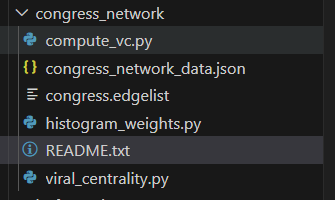 congress_network
compute_vc.py
congress_network_data.json
congress.edgelist
histogram_weights.py
README.txt
viral_centrality.py